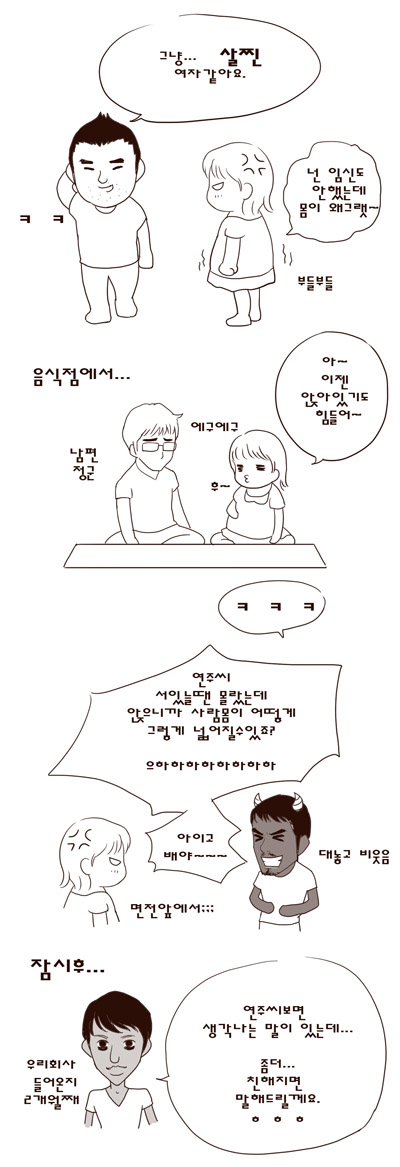 그냥... 살찐
여자같아요.
넌 임신도
안했는데
몸이 왜그랫~
ㅋ ㅋ
부들부들
음식점에서...
아~
이젠
앉아있기도
힘들어~
에구에구
남편
정근
후~
ㅋ ㅋ ㅋ
연주씨
서있을땐 몰랐는데
앉으니까 사람몸이 어떻게
그렇게 넓어질수있죠?
으하하하하하하하하
아이고
배야~~~
대놓고 비웃음
면전앞에서;;;
잠시후...
연주씨보면
생각나는 말이 있는데...
좀더...
친해지면
말해드릴게요.
ㅎ ㅎ ㅎ
우리회사
들어온지
2개월째